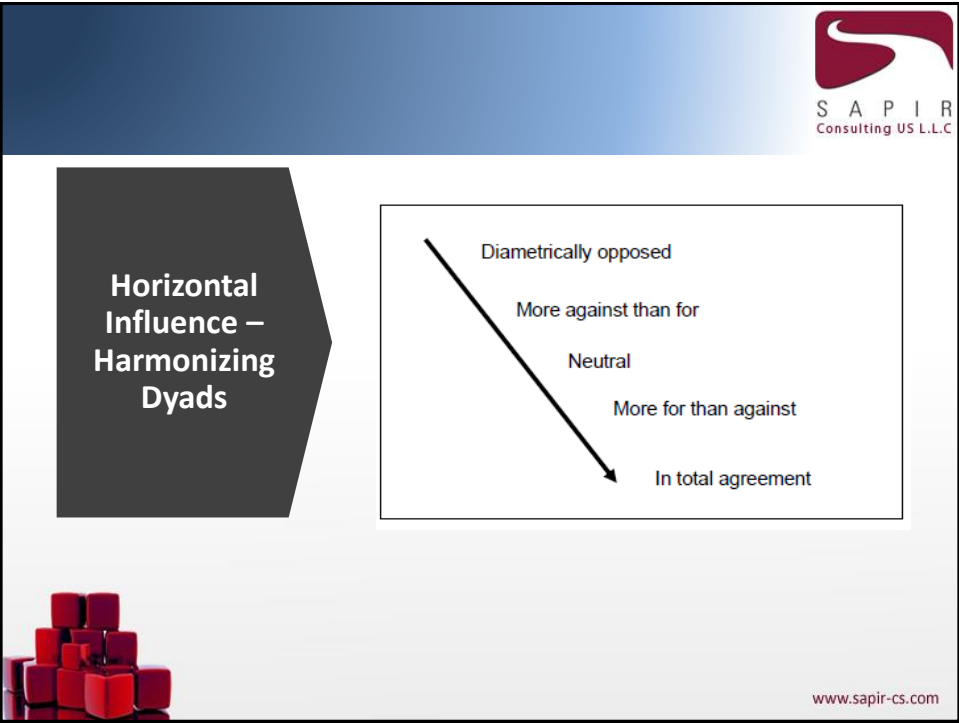 S A P I R
Consulting US L.L.C
Horizontal
Influence –
Harmonizing
Dyads
Diametrically opposed
More against than for
Neutral
More for than against
In total agreement
www.sapir-cs.com